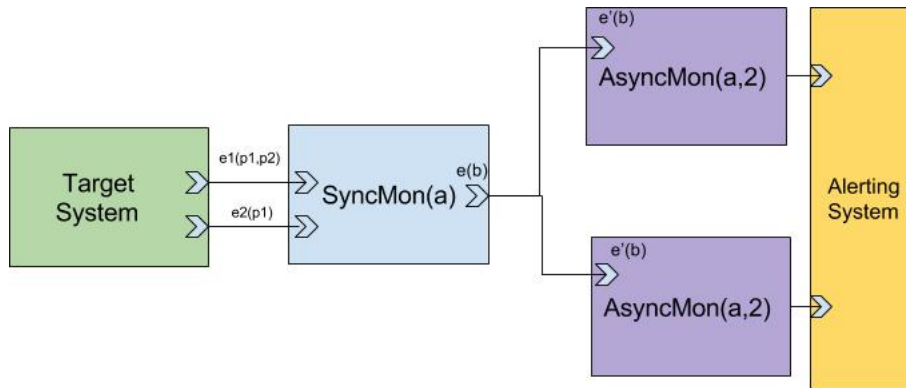 Target
System
e1(p1,p2)
e2(p1)
SyncMon(a)
e(b)
e'(b)
AsyncMon(a,2)
e'(b)
AsyncMon(a,2)
Alerting
System